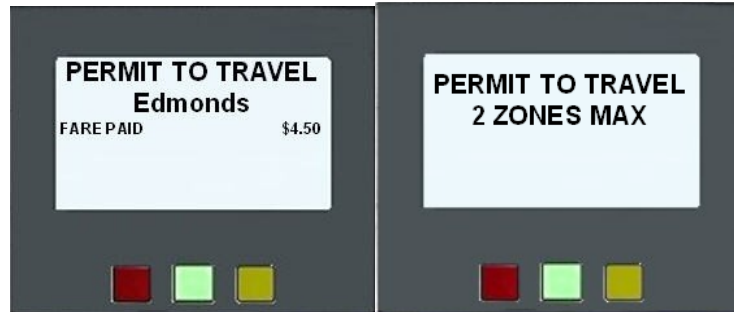 PERMIT TO TRAVEL
Edmonds
FARE PAID $4.50
PERMIT TO TRAVEL
2 ZONES MAX